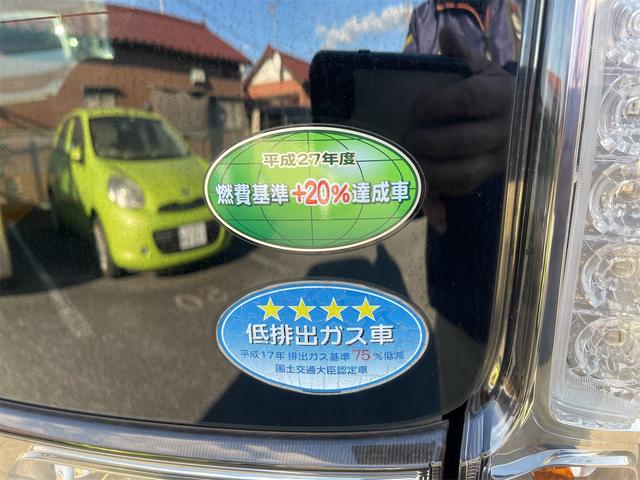 平成27年度
燃費基準+20%達成車
低排出ガス車
平成17年 排出ガス基準 75%低減
国土交通大臣認定車